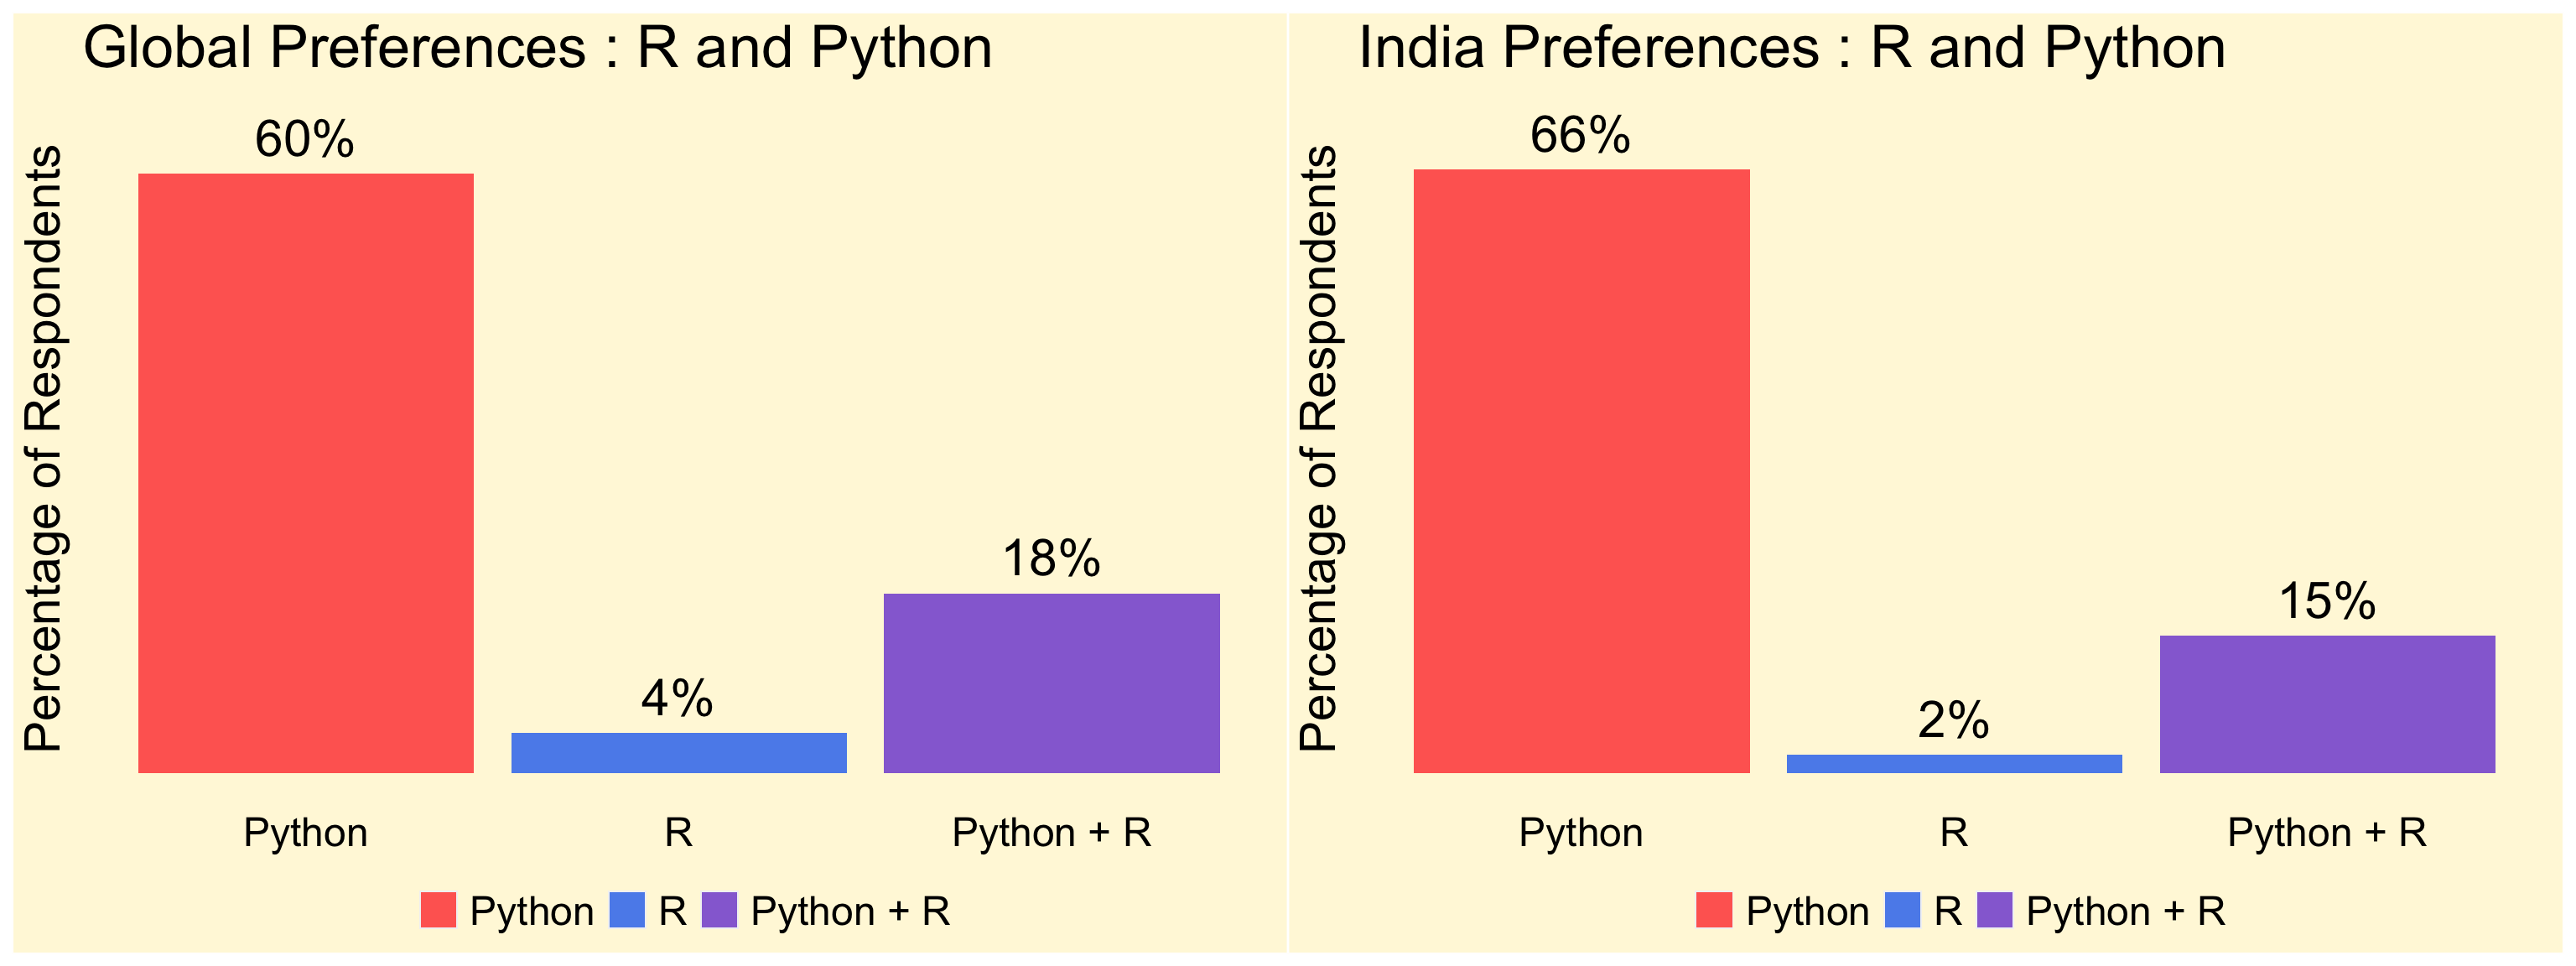 Global Preferences : R and Python
Percentage of Respondents
60%
4%
18%
Python R Python + R
Python R Python + R
India Preferences : R and Python
Percentage of Respondents
66%
2%
15%
Python R Python + R
Python R Python + R